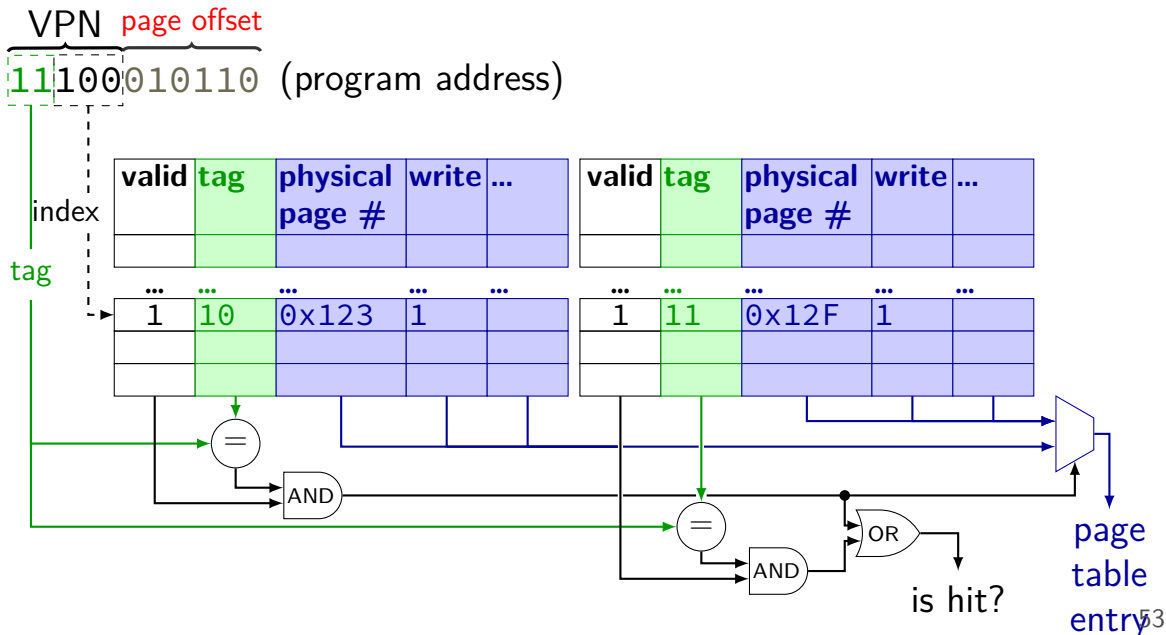 VPN page offset
11100010110 (program address)
valid tag physical write ... valid tag physical write ...
page # page #
index
tag
... ... ... ... ... ... ... ... ... ...
1 10 0x123 1 1 11 0x12F 1
=
AND
=
OR
AND
page
table
entry
is hit?
53